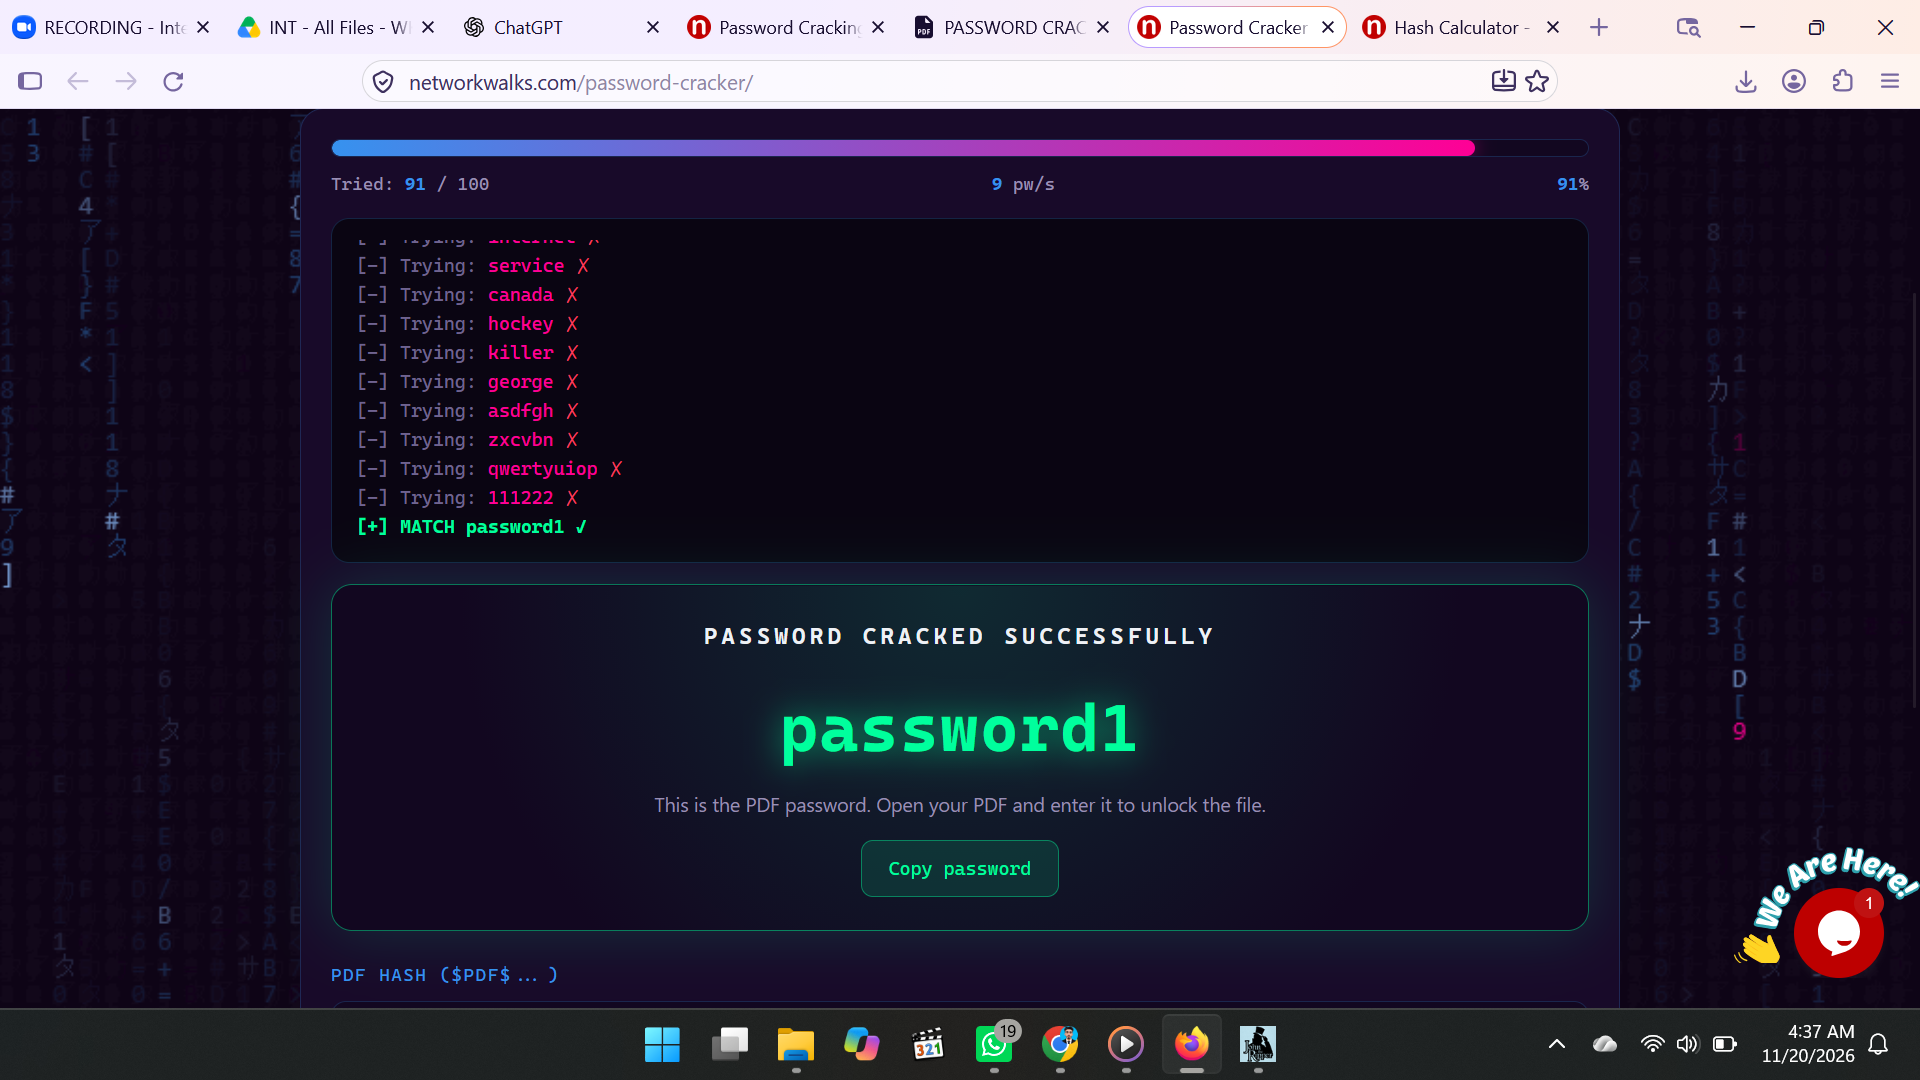 RECORDING - Inte
INT - All Files - W
ChatGPT
Password Cracking
PASSWORD CRAC
Password Cracker
Hash Calculator -
networkwalks.com/password-cracker/
Tried: 91 / 100
9 pw/s
91%
[-] Trying: internet ✗
[-] Trying: service ✗
[-] Trying: canada ✗
[-] Trying: hockey ✗
[-] Trying: killer ✗
[-] Trying: george ✗
[-] Trying: asdfgh ✗
[-] Trying: zxcvbn ✗
[-] Trying: qwertyuiop ✗
[-] Trying: 111222 ✗
[+] MATCH password1 ✓
PASSWORD CRACKED SUCCESSFULLY
password1
This is the PDF password. Open your PDF and enter it to unlock the file.
Copy password
We Are Here!
1
PDF HASH ($PDF$...)
19
4:37 AM
11/20/2026